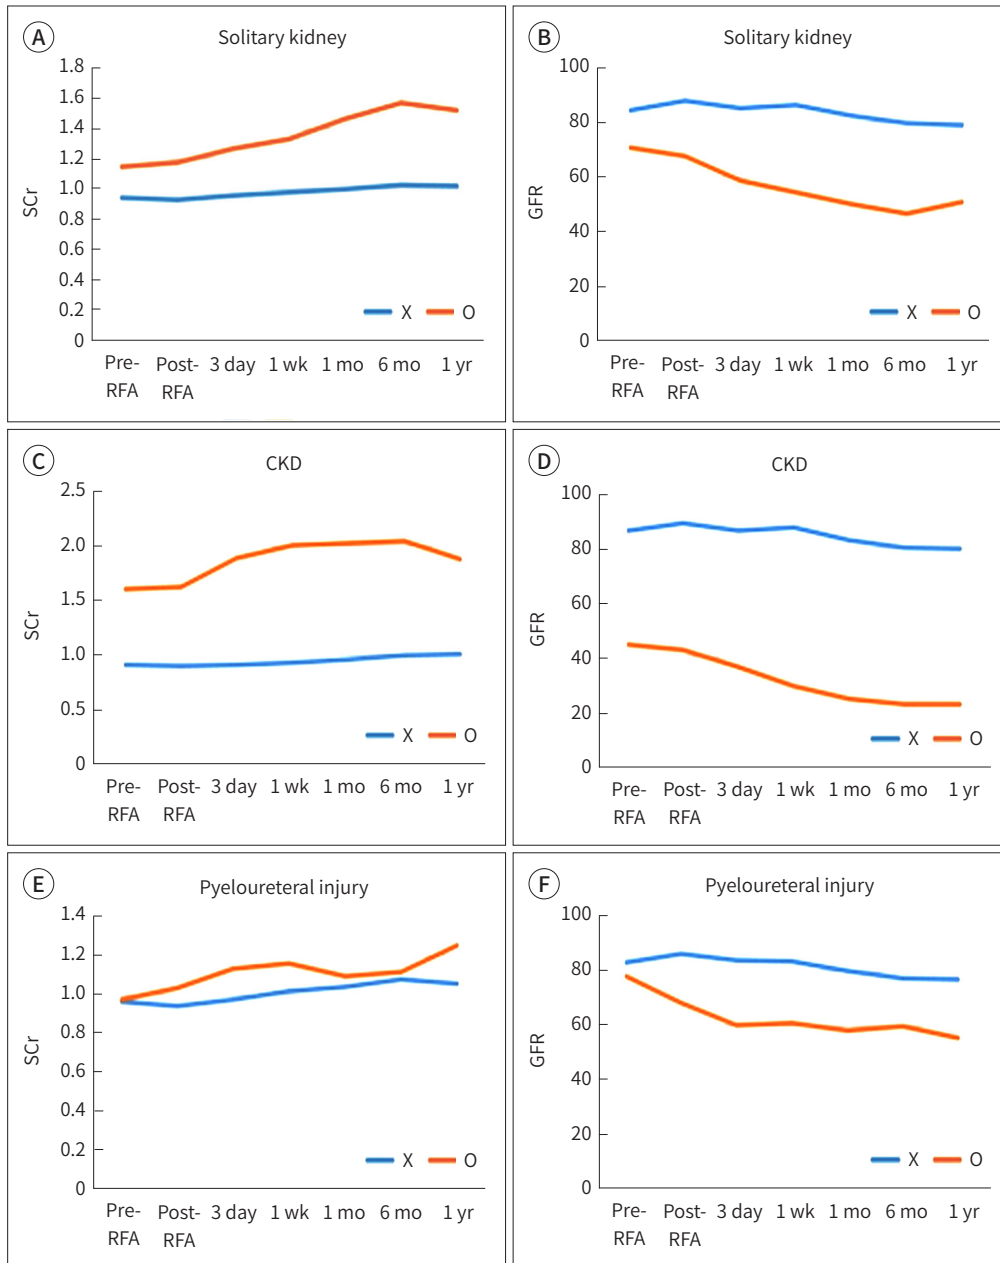 A
Solitary kidney
1.8
1.6
1.4
1.2
1.0
0.8
0.6
0.4
0.2
0
SCr
X O
Pre-RFA Post-RFA 3 day 1 wk 1 mo 6 mo 1 yr
B
Solitary kidney
100
80
60
40
20
0
GFR
X O
Pre-RFA Post-RFA 3 day 1 wk 1 mo 6 mo 1 yr
C
CKD
2.5
2.0
1.5
1.0
0.5
0
SCr
X O
Pre-RFA Post-RFA 3 day 1 wk 1 mo 6 mo 1 yr
D
CKD
100
80
60
40
20
0
GFR
X O
Pre-RFA Post-RFA 3 day 1 wk 1 mo 6 mo 1 yr
E
Pyeloureteral injury
1.4
1.2
1.0
0.8
0.6
0.4
0.2
0
SCr
X O
Pre-RFA Post-RFA 3 day 1 wk 1 mo 6 mo 1 yr
F
Pyeloureteral injury
100
80
60
40
20
0
GFR
X O
Pre-RFA Post-RFA 3 day 1 wk 1 mo 6 mo 1 yr